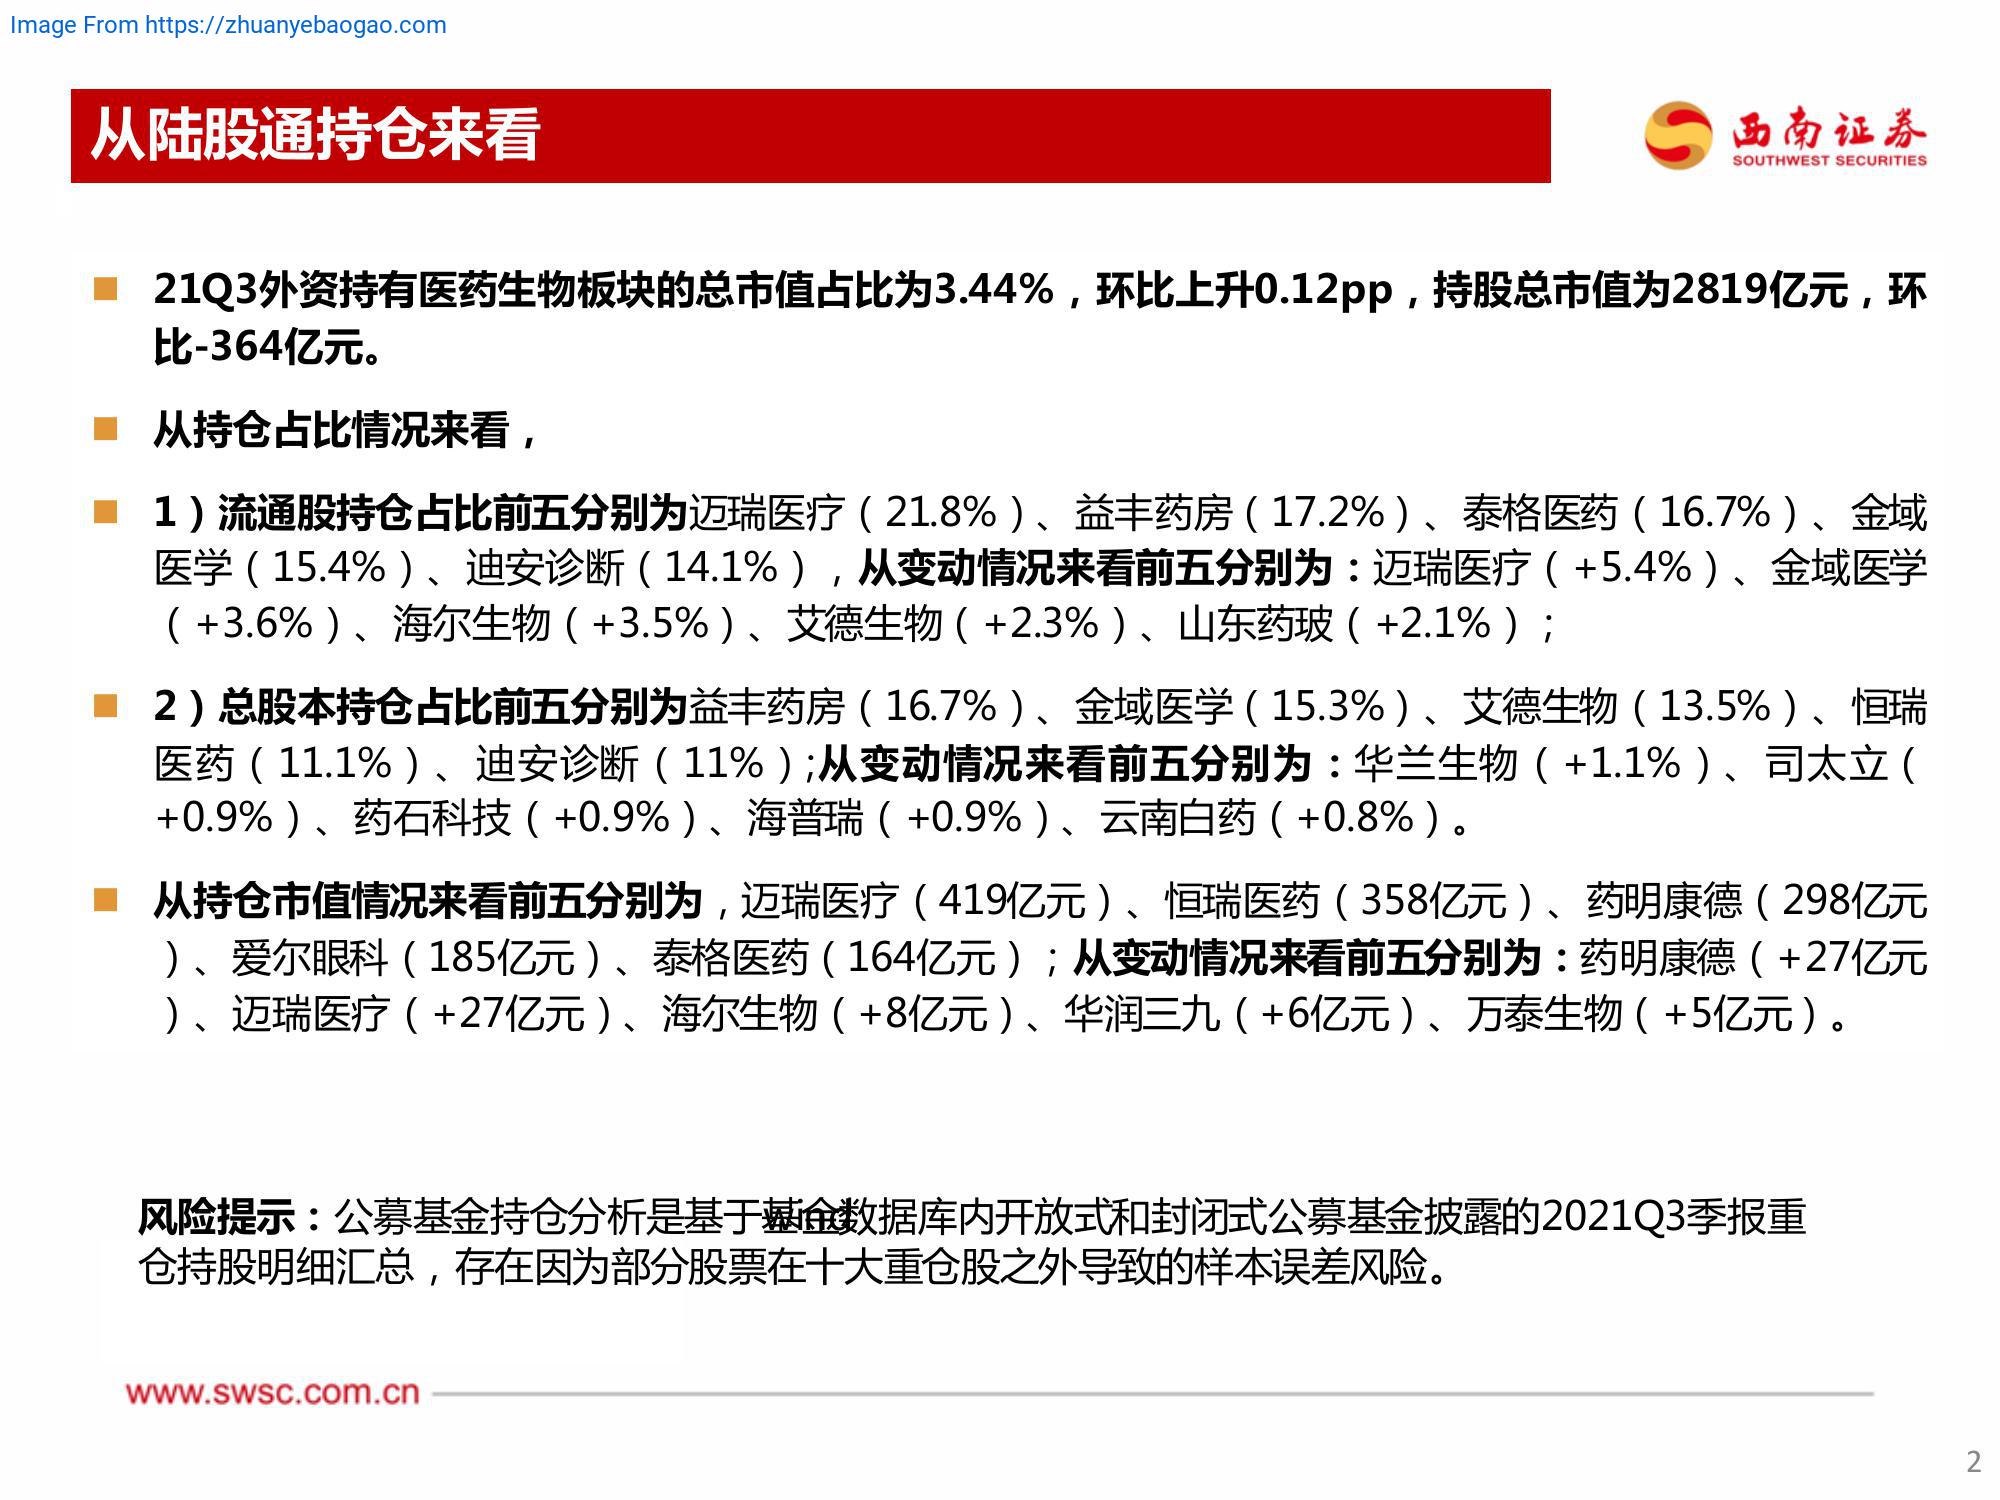 Image From https://zhuanyebaogao.com
从陆股通持仓来看
西南证券
SOUTHWEST SECURITIES
21Q3外资持有医药生物板块的总市值占比为3.44%，环比上升0.12pp，持股总市值为2819亿元，环
比-364亿元。
从持仓占比情况来看，
1）流通股持仓占比前五分别为迈瑞医疗（21.8%）、益丰药房（17.2%）、泰格医药（16.7%）、金域
医学（15.4%）、迪安诊断（14.1%），从变动情况来看前五分别为：迈瑞医疗（+5.4%）、金域医学
（+3.6%）、海尔生物（+3.5%）、艾德生物（+2.3%）、山东药玻（+2.1%）；
2）总股本持仓占比前五分别为益丰药房（16.7%）、金域医学（15.3%）、艾德生物（13.5%）、恒瑞
医药（11.1%）、迪安诊断（11%）;从变动情况来看前五分别为：华兰生物（+1.1%）、司太立（
+0.9%）、药石科技（+0.9%）、海普瑞（+0.9%）、云南白药（+0.8%）。
从持仓市值情况来看前五分别为，迈瑞医疗（419亿元）、恒瑞医药（358亿元）、药明康德（298亿元
）、爱尔眼科（185亿元）、泰格医药（164亿元）；从变动情况来看前五分别为：药明康德（+27亿元
）、迈瑞医疗（+27亿元）、海尔生物（+8亿元）、华润三九（+6亿元）、万泰生物（+5亿元）。
风险提示：公募基金持仓分析是基于数据库内开放式和封闭式公募基金披露的2021Q3季报重
仓持股明细汇总，存在因为部分股票在十大重仓股之外导致的样本误差风险。
www.swsc.com.cn
2